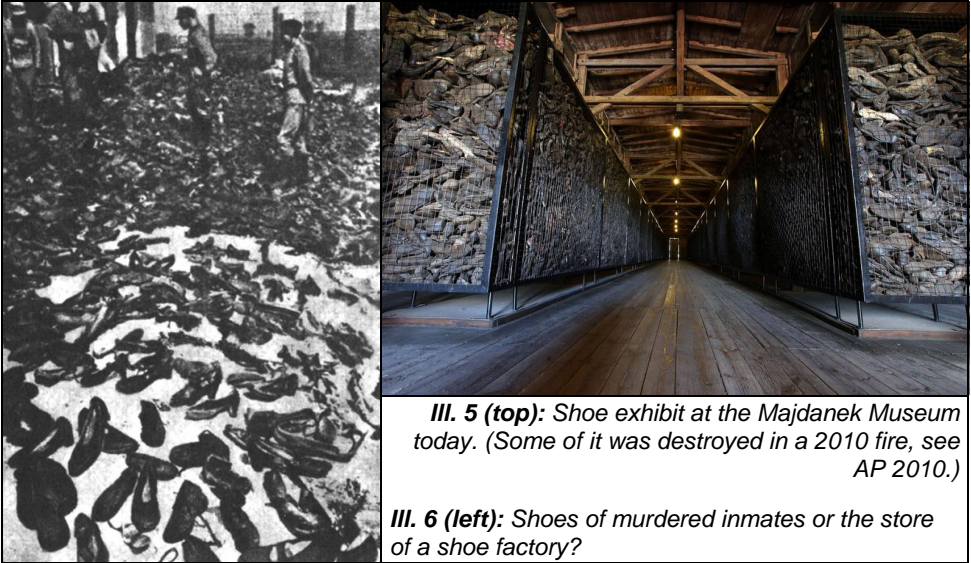 Ill. 5 (top): Shoe exhibit at the Majdanek Museum
today. (Some of it was destroyed in a 2010 fire, see
AP 2010.)
Ill. 6 (left): Shoes of murdered inmates or the store
of a shoe factory?